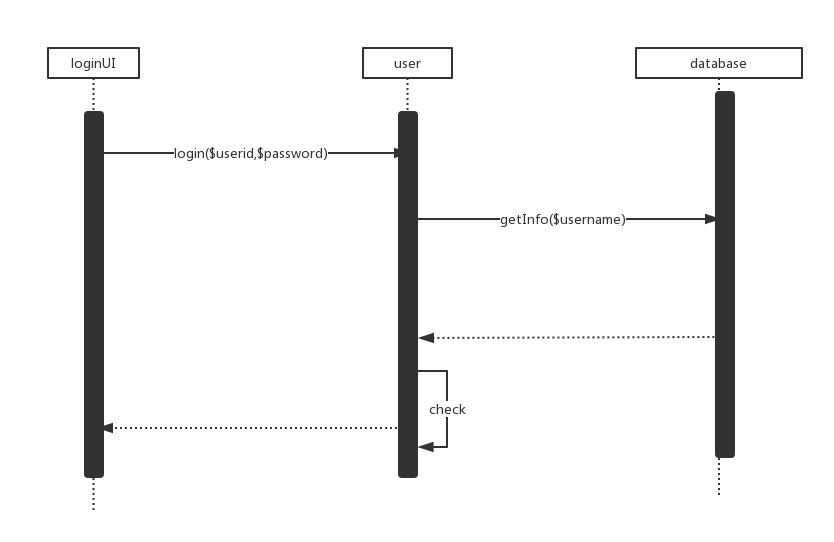 loginUI
user
database
login($userid,$password)
getInfo($username)
check